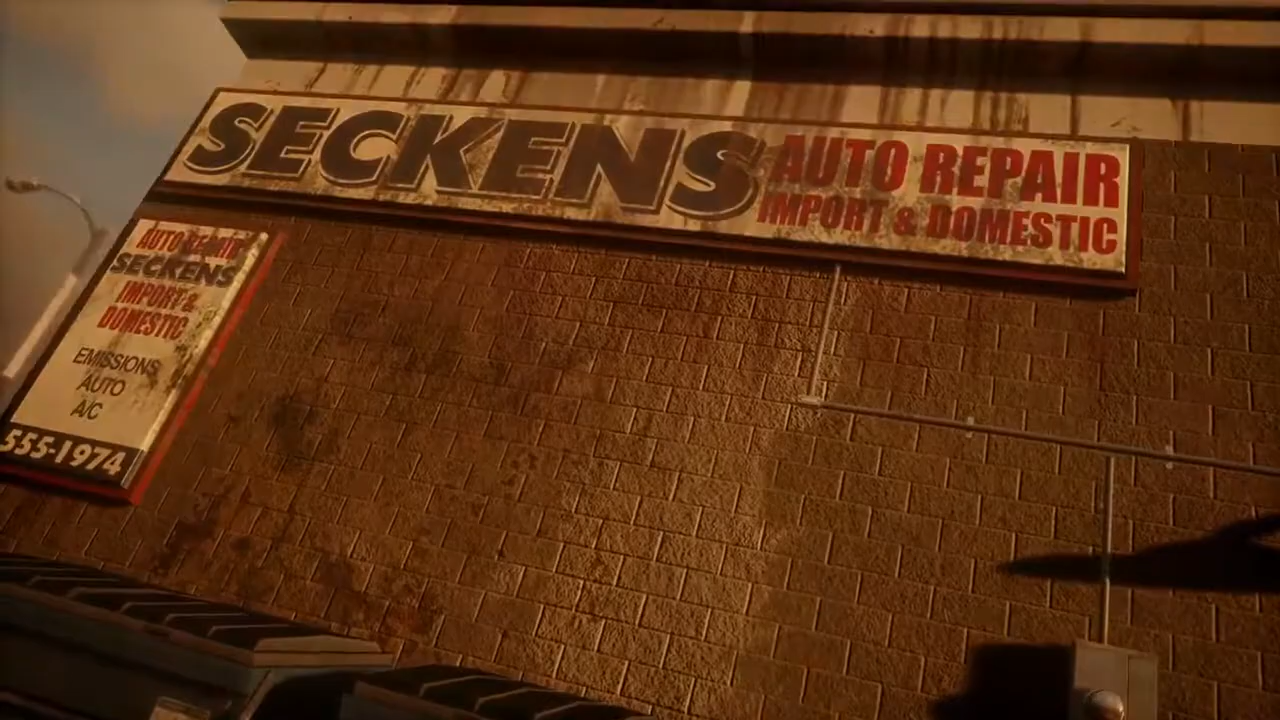 SECKENS
AUTO REPAIR
IMPORT & DOMESTIC
AUTO REPAIR
SECKENS
IMPORT &
DOMESTIC
EMISSIONS
AUTO
A/C
555-1974